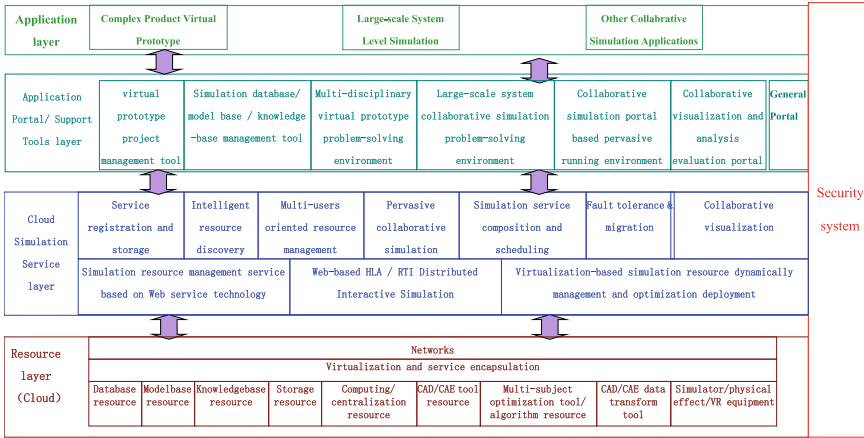 Application
layer
Complex Product Virtual
Prototype
Large-scale System
Level Simulation
Other Collabrative
Simulation Applications
Application
Portal/ Support
Tools layer
virtual
prototype
project
management tool
Simulation database/
model base / knowledge
-base management tool
Multi-disciplinary
virtual prototype
problem-solving
environment
Large-scale system
collaborative simulation
problem-solving
environment
Collaborative
simulation portal
based pervasive
running environment
Collaborative
visualization and
analysis
evaluation portal
General
Portal
Cloud
Simulation
Service
layer
Service
registration and
storage
Intelligent
resource
discovery
Multi-users
oriented resource
management
Pervasive
collaborative
simulation
Simulation service
composition and
scheduling
Fault tolerance &
migration
Collaborative
visualization
Simulation resource management service
based on Web service technology
Web-based HLA / RTI Distributed
Interactive Simulation
Virtualization-based simulation resource dynamically
management and optimization deployment
Resource
layer
(Cloud)
Networks
Virtualization and service encapsulation
Database
resource
Modelbase
resource
Knowledgebase
resource
Storage
resource
Computing/
centralization
resource
CAD/CAE tool
resource
Multi-subject
optimization tool/
algorithm resource
CAD/CAE data
transform
tool
Simulator/physical
effect/VR equipment
Security
system